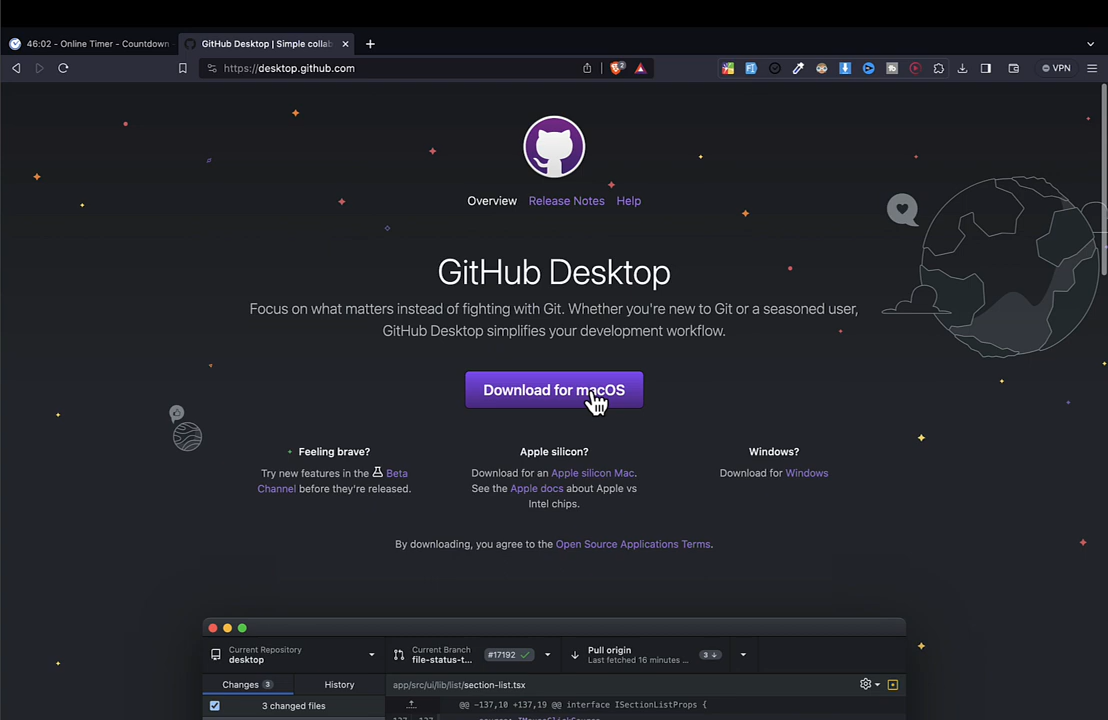 46:02 - Online Timer - Countdown
GitHub Desktop | Simple collab
https://desktop.github.com
2
VPN
Overview Release Notes Help
GitHub Desktop
Focus on what matters instead of fighting with Git. Whether you're new to Git or a seasoned user,
GitHub Desktop simplifies your development workflow.
Download for macOS
Feeling brave?
Try new features in the Beta
Channel before they're released.
Apple silicon?
Download for an Apple silicon Mac.
See the Apple docs about Apple vs
Intel chips.
Windows?
Download for Windows
By downloading, you agree to the Open Source Applications Terms.
Current Repository
desktop
Current Branch
file-status-t...
#17192
Pull origin
Last fetched 16 minutes ...
3
Changes 3
History
app/src/ui/lib/list/section-list.tsx
3 changed files
@@ -137,10 +137,19 @@ interface ISectionListProps {